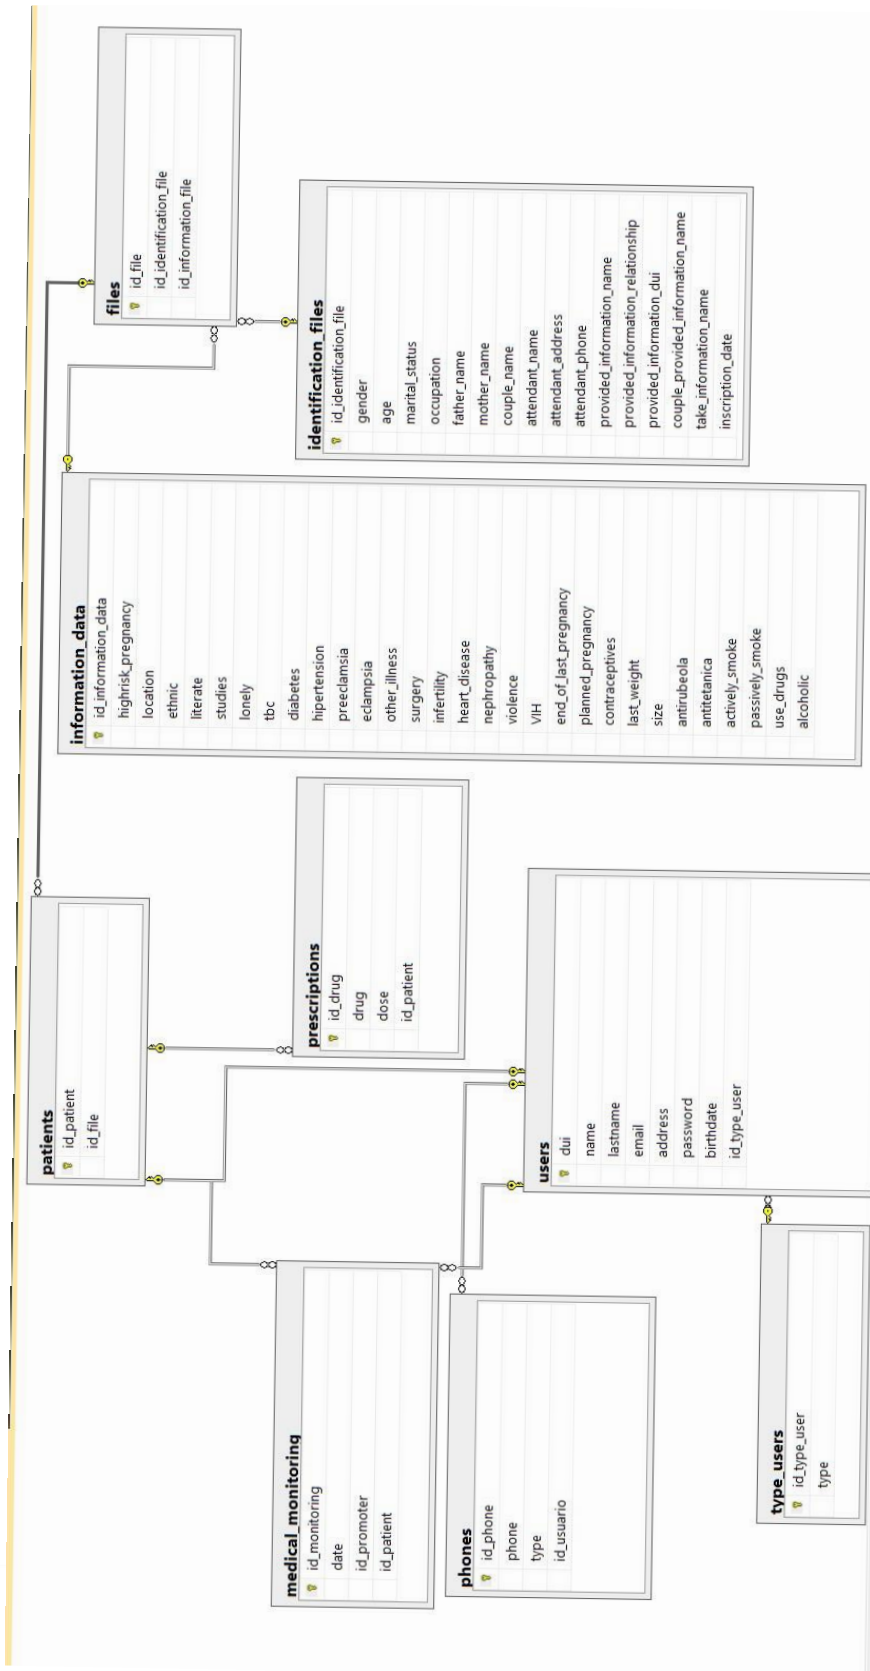 files
id_file
id_identification_file
id_information_file
identification_files
id_identification_file
gender
age
marital_status
occupation
father_name
mother_name
couple_name
attendant_name
attendant_address
attendant_phone
provided_information_name
provided_information_relationship
provided_information_dui
couple_provided_information_name
take_information_name
inscription_date
information_data
id_information_data
highrisk_pregnancy
location
ethnic
literate
studies
lonely
tbc
diabetes
hipertension
preeclamsia
eclampsia
other_illness
surgery
infertility
heart_disease
nephropathy
violence
VIH
end_of_last_pregnancy
planned_pregnancy
contraceptives
last_weight
size
antirubeola
antitetanica
actively_smoke
passively_smoke
use_drugs
alcoholic
patients
id_patient
id_file
prescriptions
id_drug
drug
dose
id_patient
users
dui
name
lastname
email
address
password
birthdate
id_type_user
medical_monitoring
id_monitoring
date
id_promoter
id_patient
phones
id_phone
phone
type
id_usuario
type_users
id_type_user
type